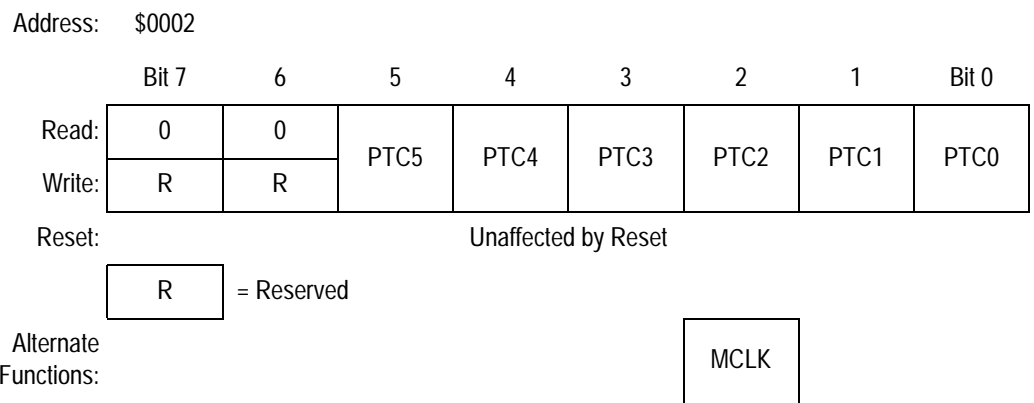 Address: $0002
Bit 7 6 5 4 3 2 1 Bit 0
Read: 0 0
PTC5 PTC4 PTC3 PTC2 PTC1 PTC0
Write: R R
Reset: Unaffected by Reset
R = Reserved
Alternate
Functions:
MCLK